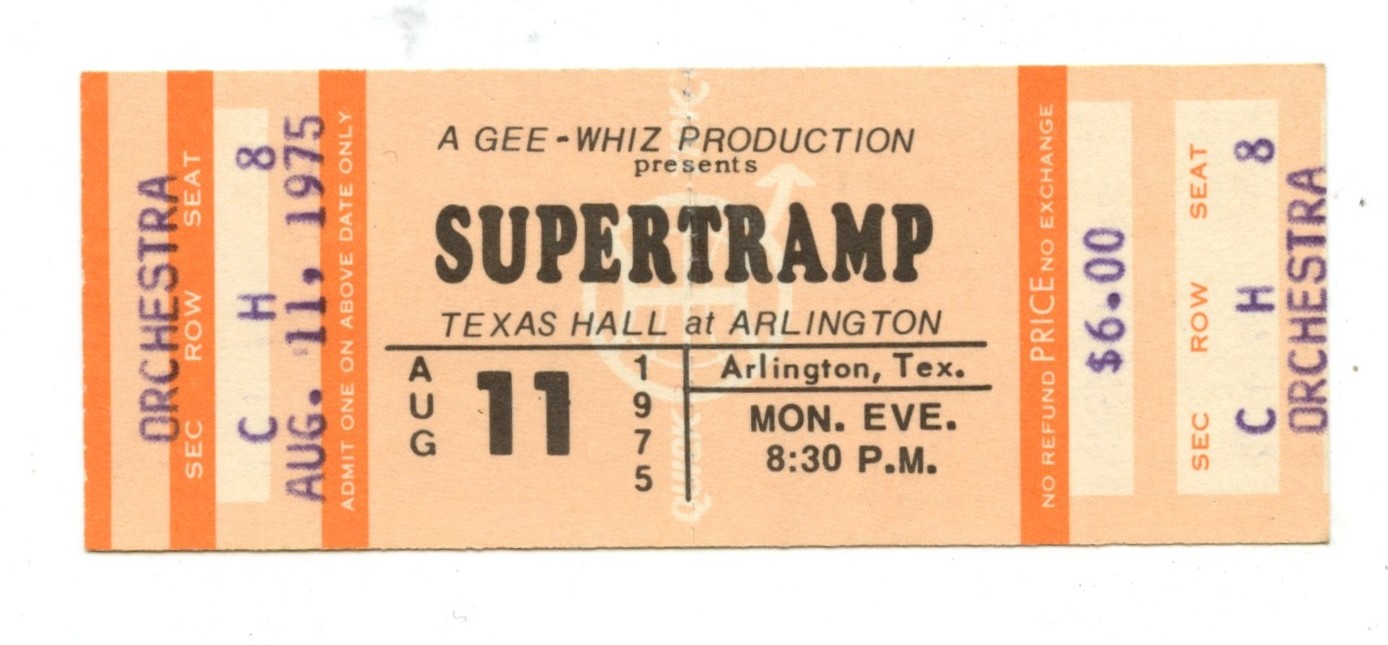 ORCHESTRA
SEC ROW SEAT
C H 8
AUG. 11, 1975
ADMIT ONE ON ABOVE DATE ONLY
A GEE-WHIZ PRODUCTION
presents
SUPERTRAMP
TEXAS HALL at ARLINGTON
AUG 11 1975
Arlington, Tex.
MON. EVE.
8:30 P.M.
NO REFUND PRICE NO EXCHANGE
$6.00
SEC ROW SEAT
C H 8
ORCHESTRA